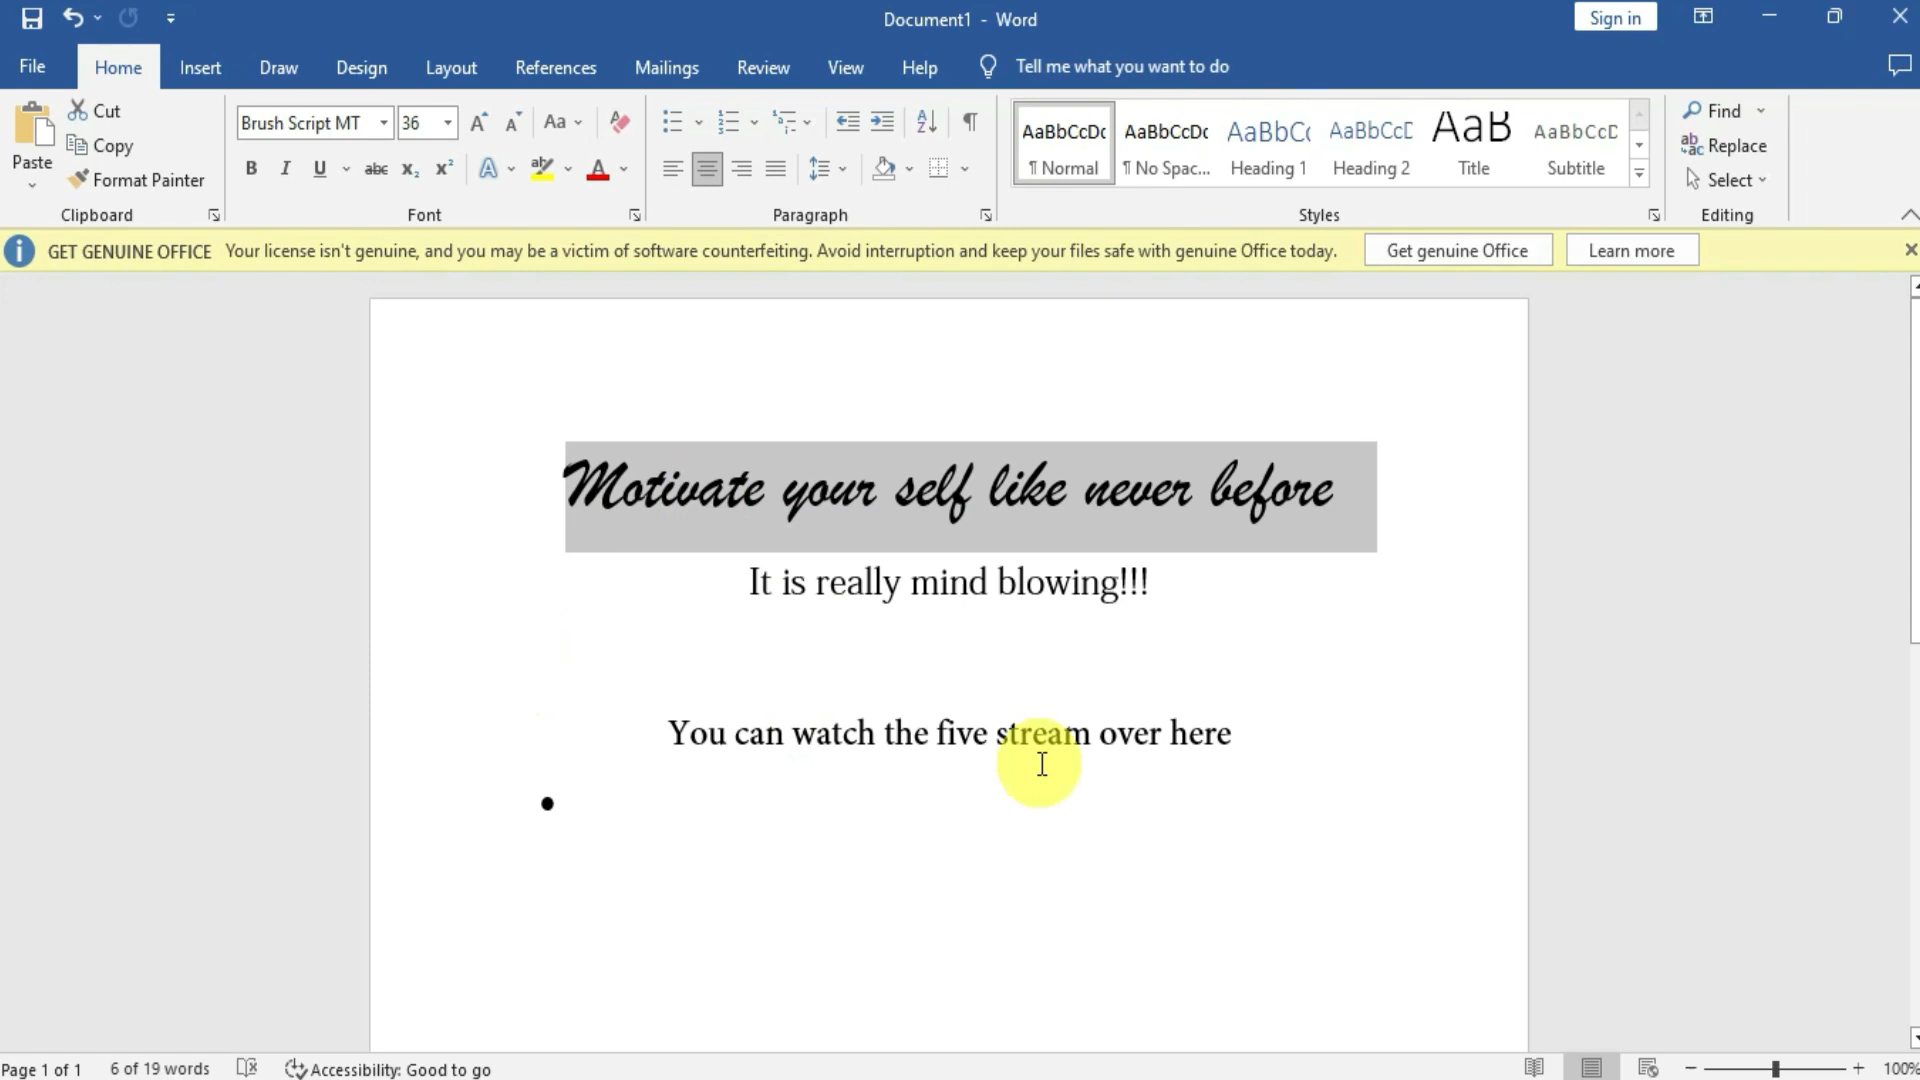 Document1 - Word
Sign in
File Home Insert Draw Design Layout References Mailings Review View Help Tell me what you want to do
Paste
Cut
Copy
Format Painter
Clipboard
Brush Script MT 36
Font
Paragraph
AaBbCcDc AaBbCcDc AaBbC AaBbCcD AaB AaBbCcD
¶ Normal ¶ No Spac... Heading 1 Heading 2 Title Subtitle
Styles
Find
Replace
Select
Editing
GET GENUINE OFFICE Your license isn't genuine, and you may be a victim of software counterfeiting. Avoid interruption and keep your files safe with genuine Office today. Get genuine Office Learn more
Motivate your self like never before
It is really mind blowing!!!
You can watch the five stream over here
Page 1 of 1 6 of 19 words Accessibility: Good to go 100%